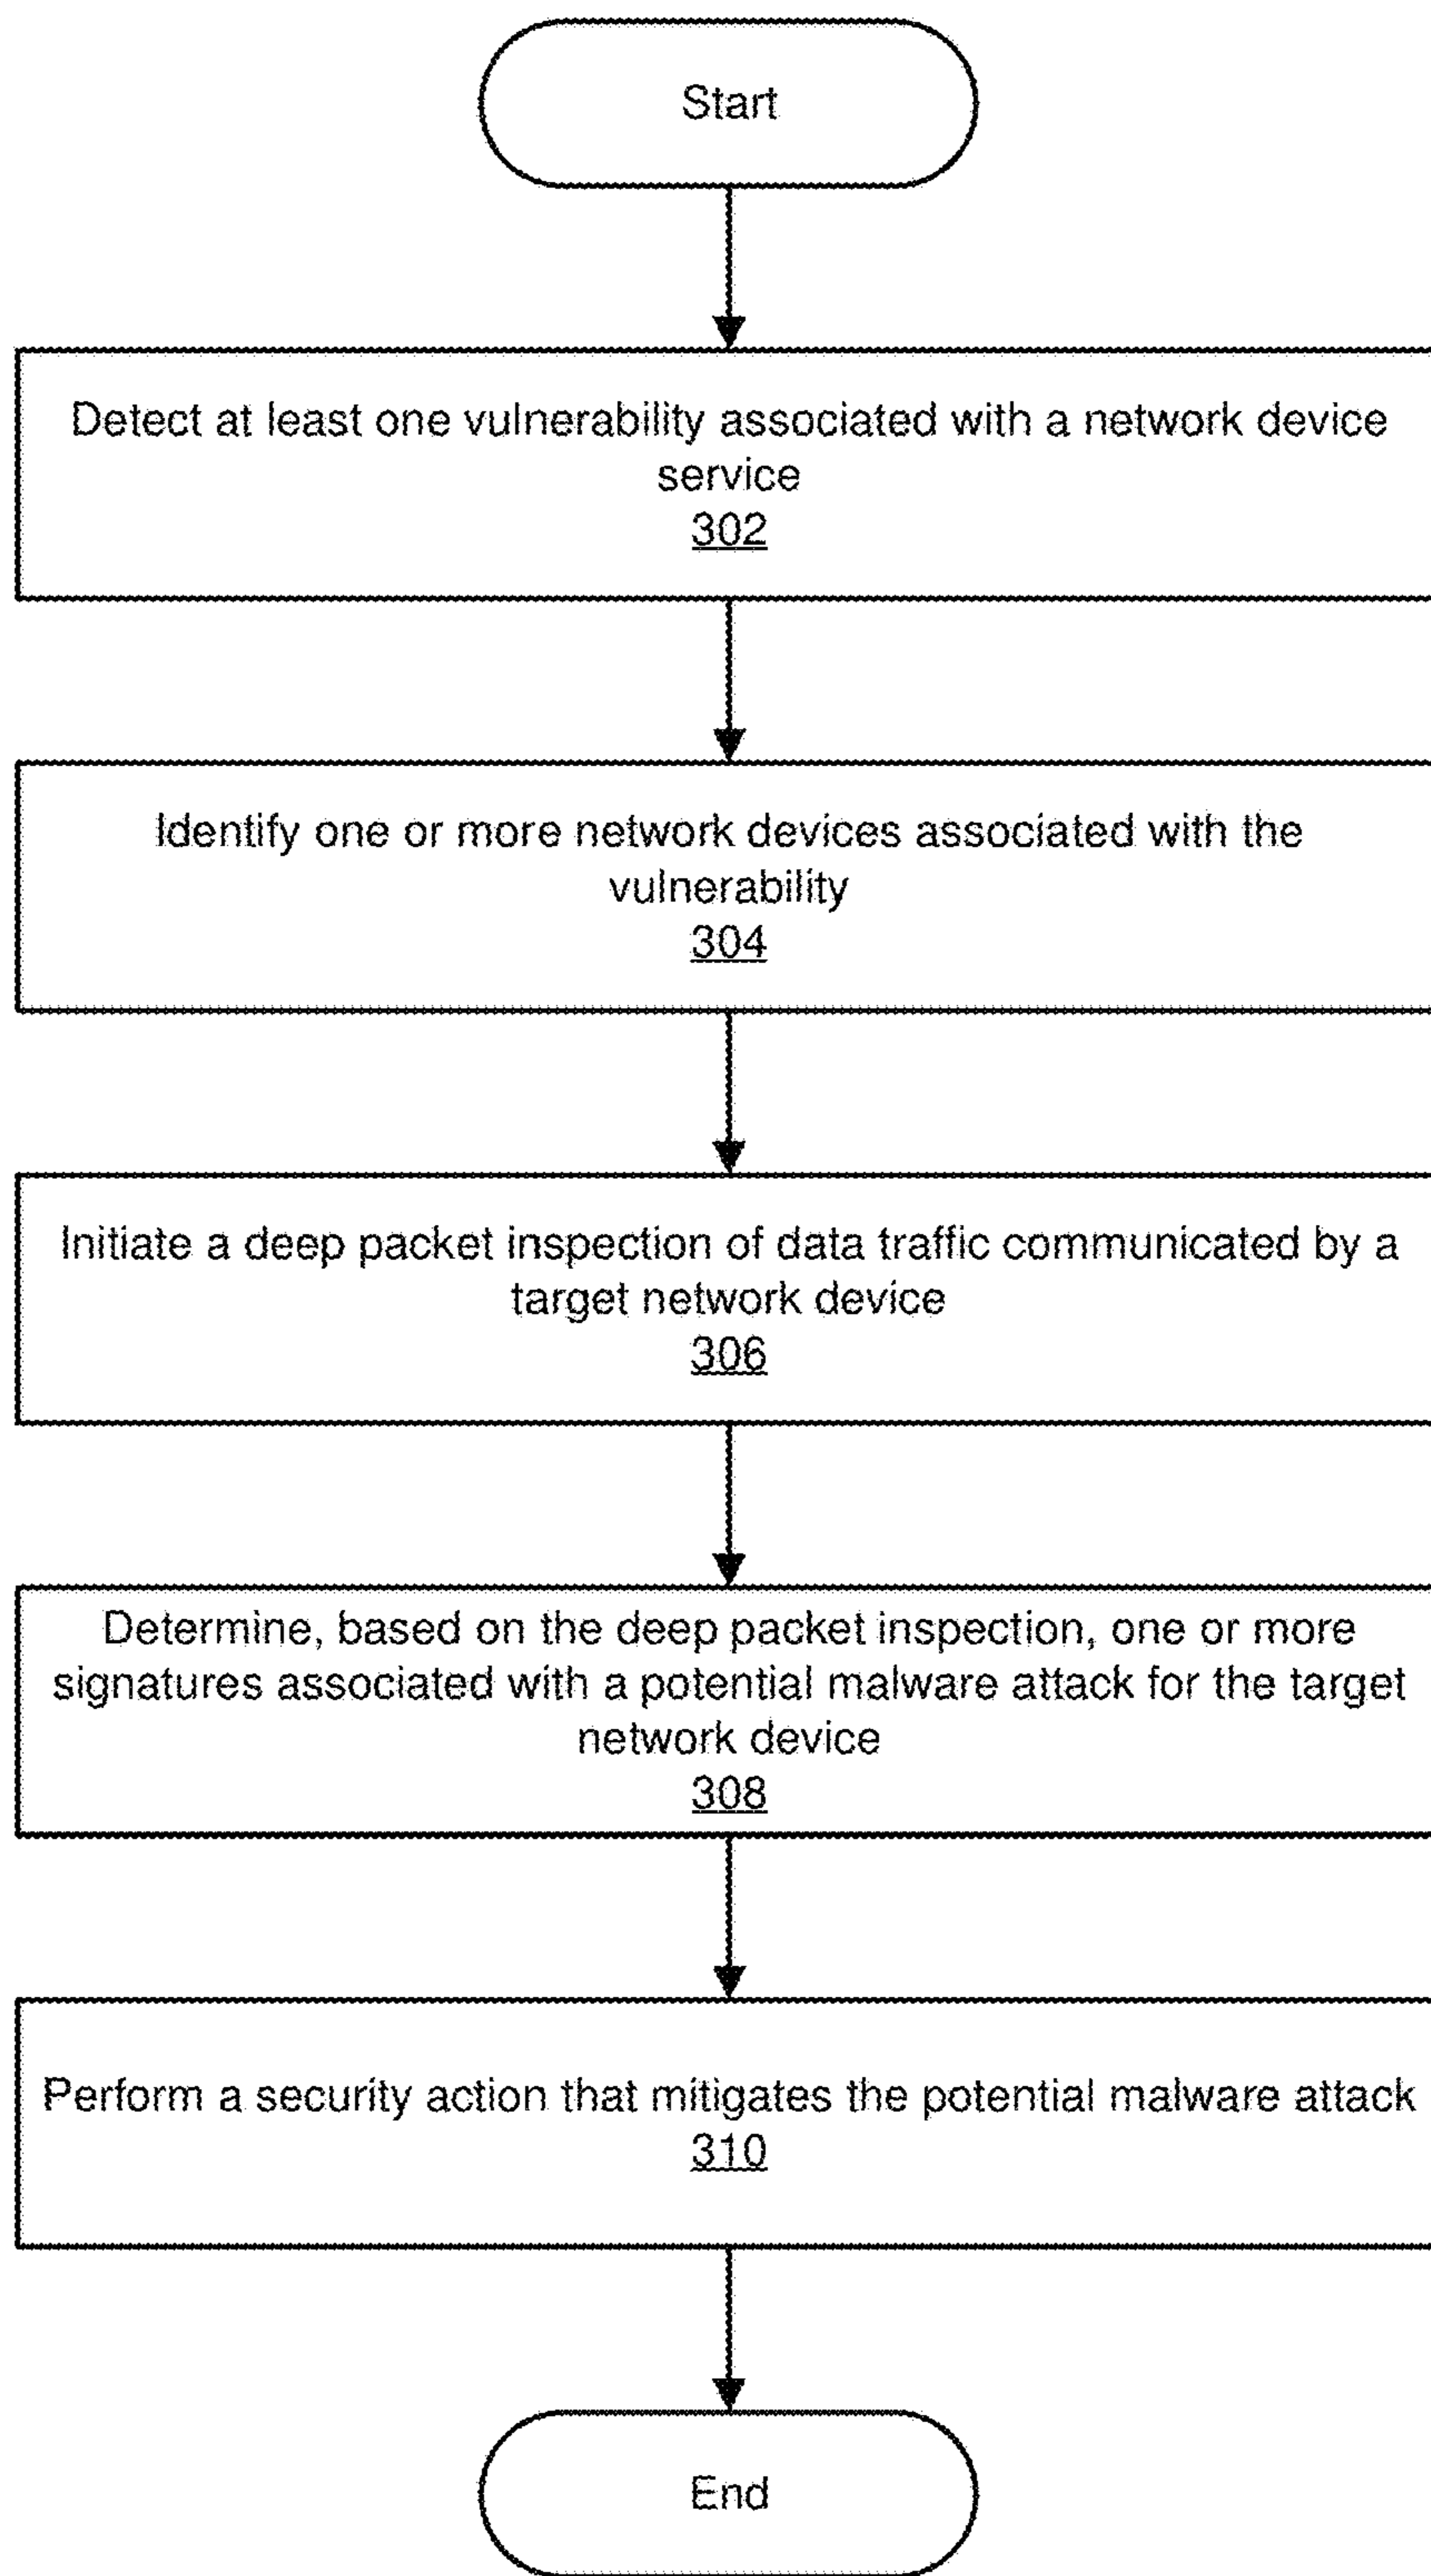 Start
Detect at least one vulnerability associated with a network device
service
302
Identify one or more network devices associated with the
vulnerability
304
Initiate a deep packet inspection of data traffic communicated by a
target network device
306
Determine, based on the deep packet inspection, one or more
signatures associated with a potential malware attack for the target
network device
308
Perform a security action that mitigates the potential malware attack
310
End